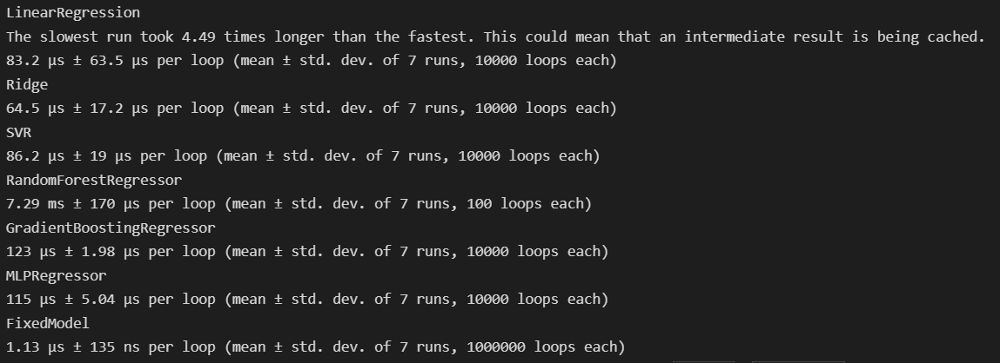 LinearRegression
The slowest run took 4.49 times longer than the fastest. This could mean that an intermediate result is being cached.
83.2 µs ± 63.5 µs per loop (mean ± std. dev. of 7 runs, 10000 loops each)
Ridge
64.5 µs ± 17.2 µs per loop (mean ± std. dev. of 7 runs, 10000 loops each)
SVR
86.2 µs ± 19 µs per loop (mean ± std. dev. of 7 runs, 10000 loops each)
RandomForestRegressor
7.29 ms ± 170 µs per loop (mean ± std. dev. of 7 runs, 100 loops each)
GradientBoostingRegressor
123 µs ± 1.98 µs per loop (mean ± std. dev. of 7 runs, 10000 loops each)
MLPRegressor
115 µs ± 5.04 µs per loop (mean ± std. dev. of 7 runs, 10000 loops each)
FixedModel
1.13 µs ± 135 ns per loop (mean ± std. dev. of 7 runs, 1000000 loops each)